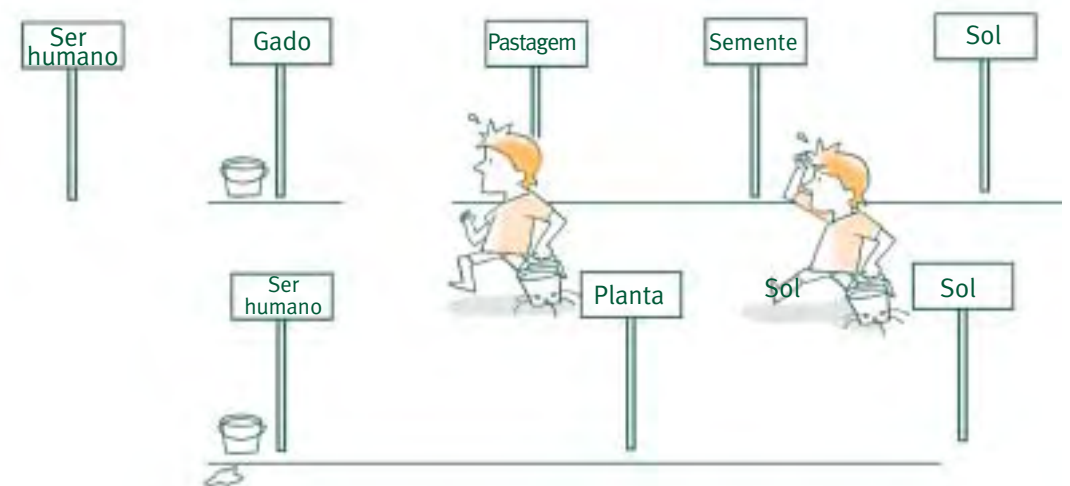 Ser
humano
Gado
Pastagem
Semente
Sol
Ser
humano
Planta
Sol
Sol